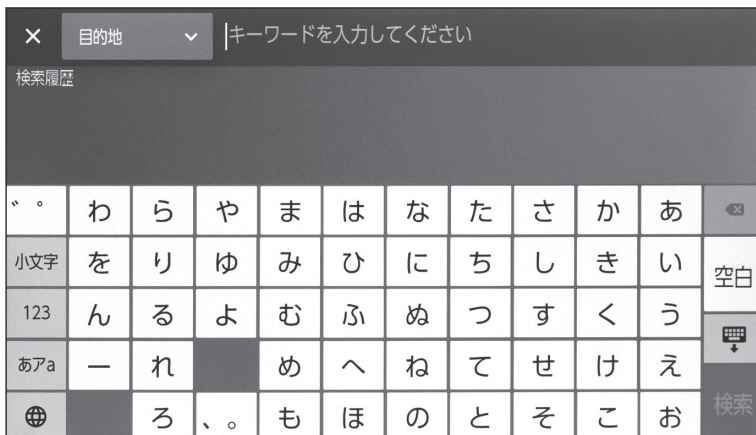 × 目的地 キーワードを入力してください
検索履歴
゛゜ わ ら や ま は な た さ か あ
小文字 を り ゆ み ひ に ち し き い 空白
123 ん る よ む ふ ぬ つ す く う
あアa ー れ め へ ね て せ け え 検索
ろ 、。 も ほ の と そ こ お